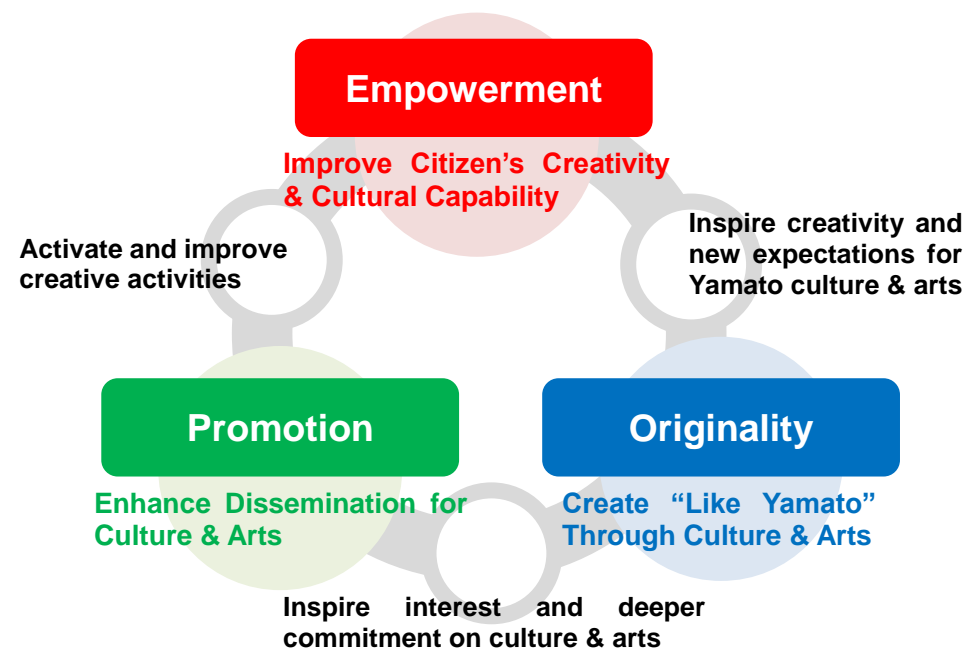 Empowerment
Improve Citizen’s Creativity
& Cultural Capability
Activate and improve
creative activities
Inspire creativity and
new expectations for
Yamato culture & arts
Promotion
Enhance Dissemination for
Culture & Arts
Originality
Create “Like Yamato”
Through Culture & Arts
Inspire interest and deeper
commitment on culture & arts